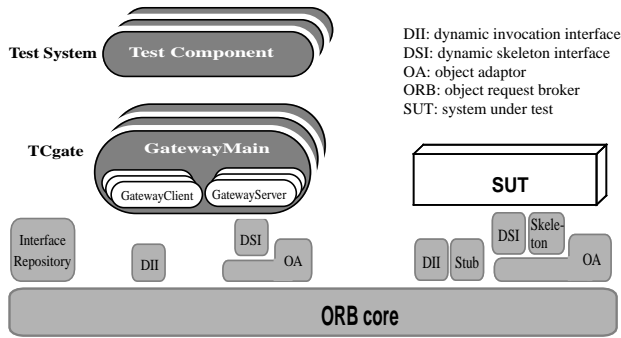 Test System
Test Component
DII: dynamic invocation interface
DSI: dynamic skeleton interface
OA: object adaptor
ORB: object request broker
SUT: system under test
TCgate
GatewayMain
GatewayClient
GatewayServer
SUT
Interface
Repository
DII
DSI
OA
DII
Stub
DSI
Skele-
ton
OA
ORB core